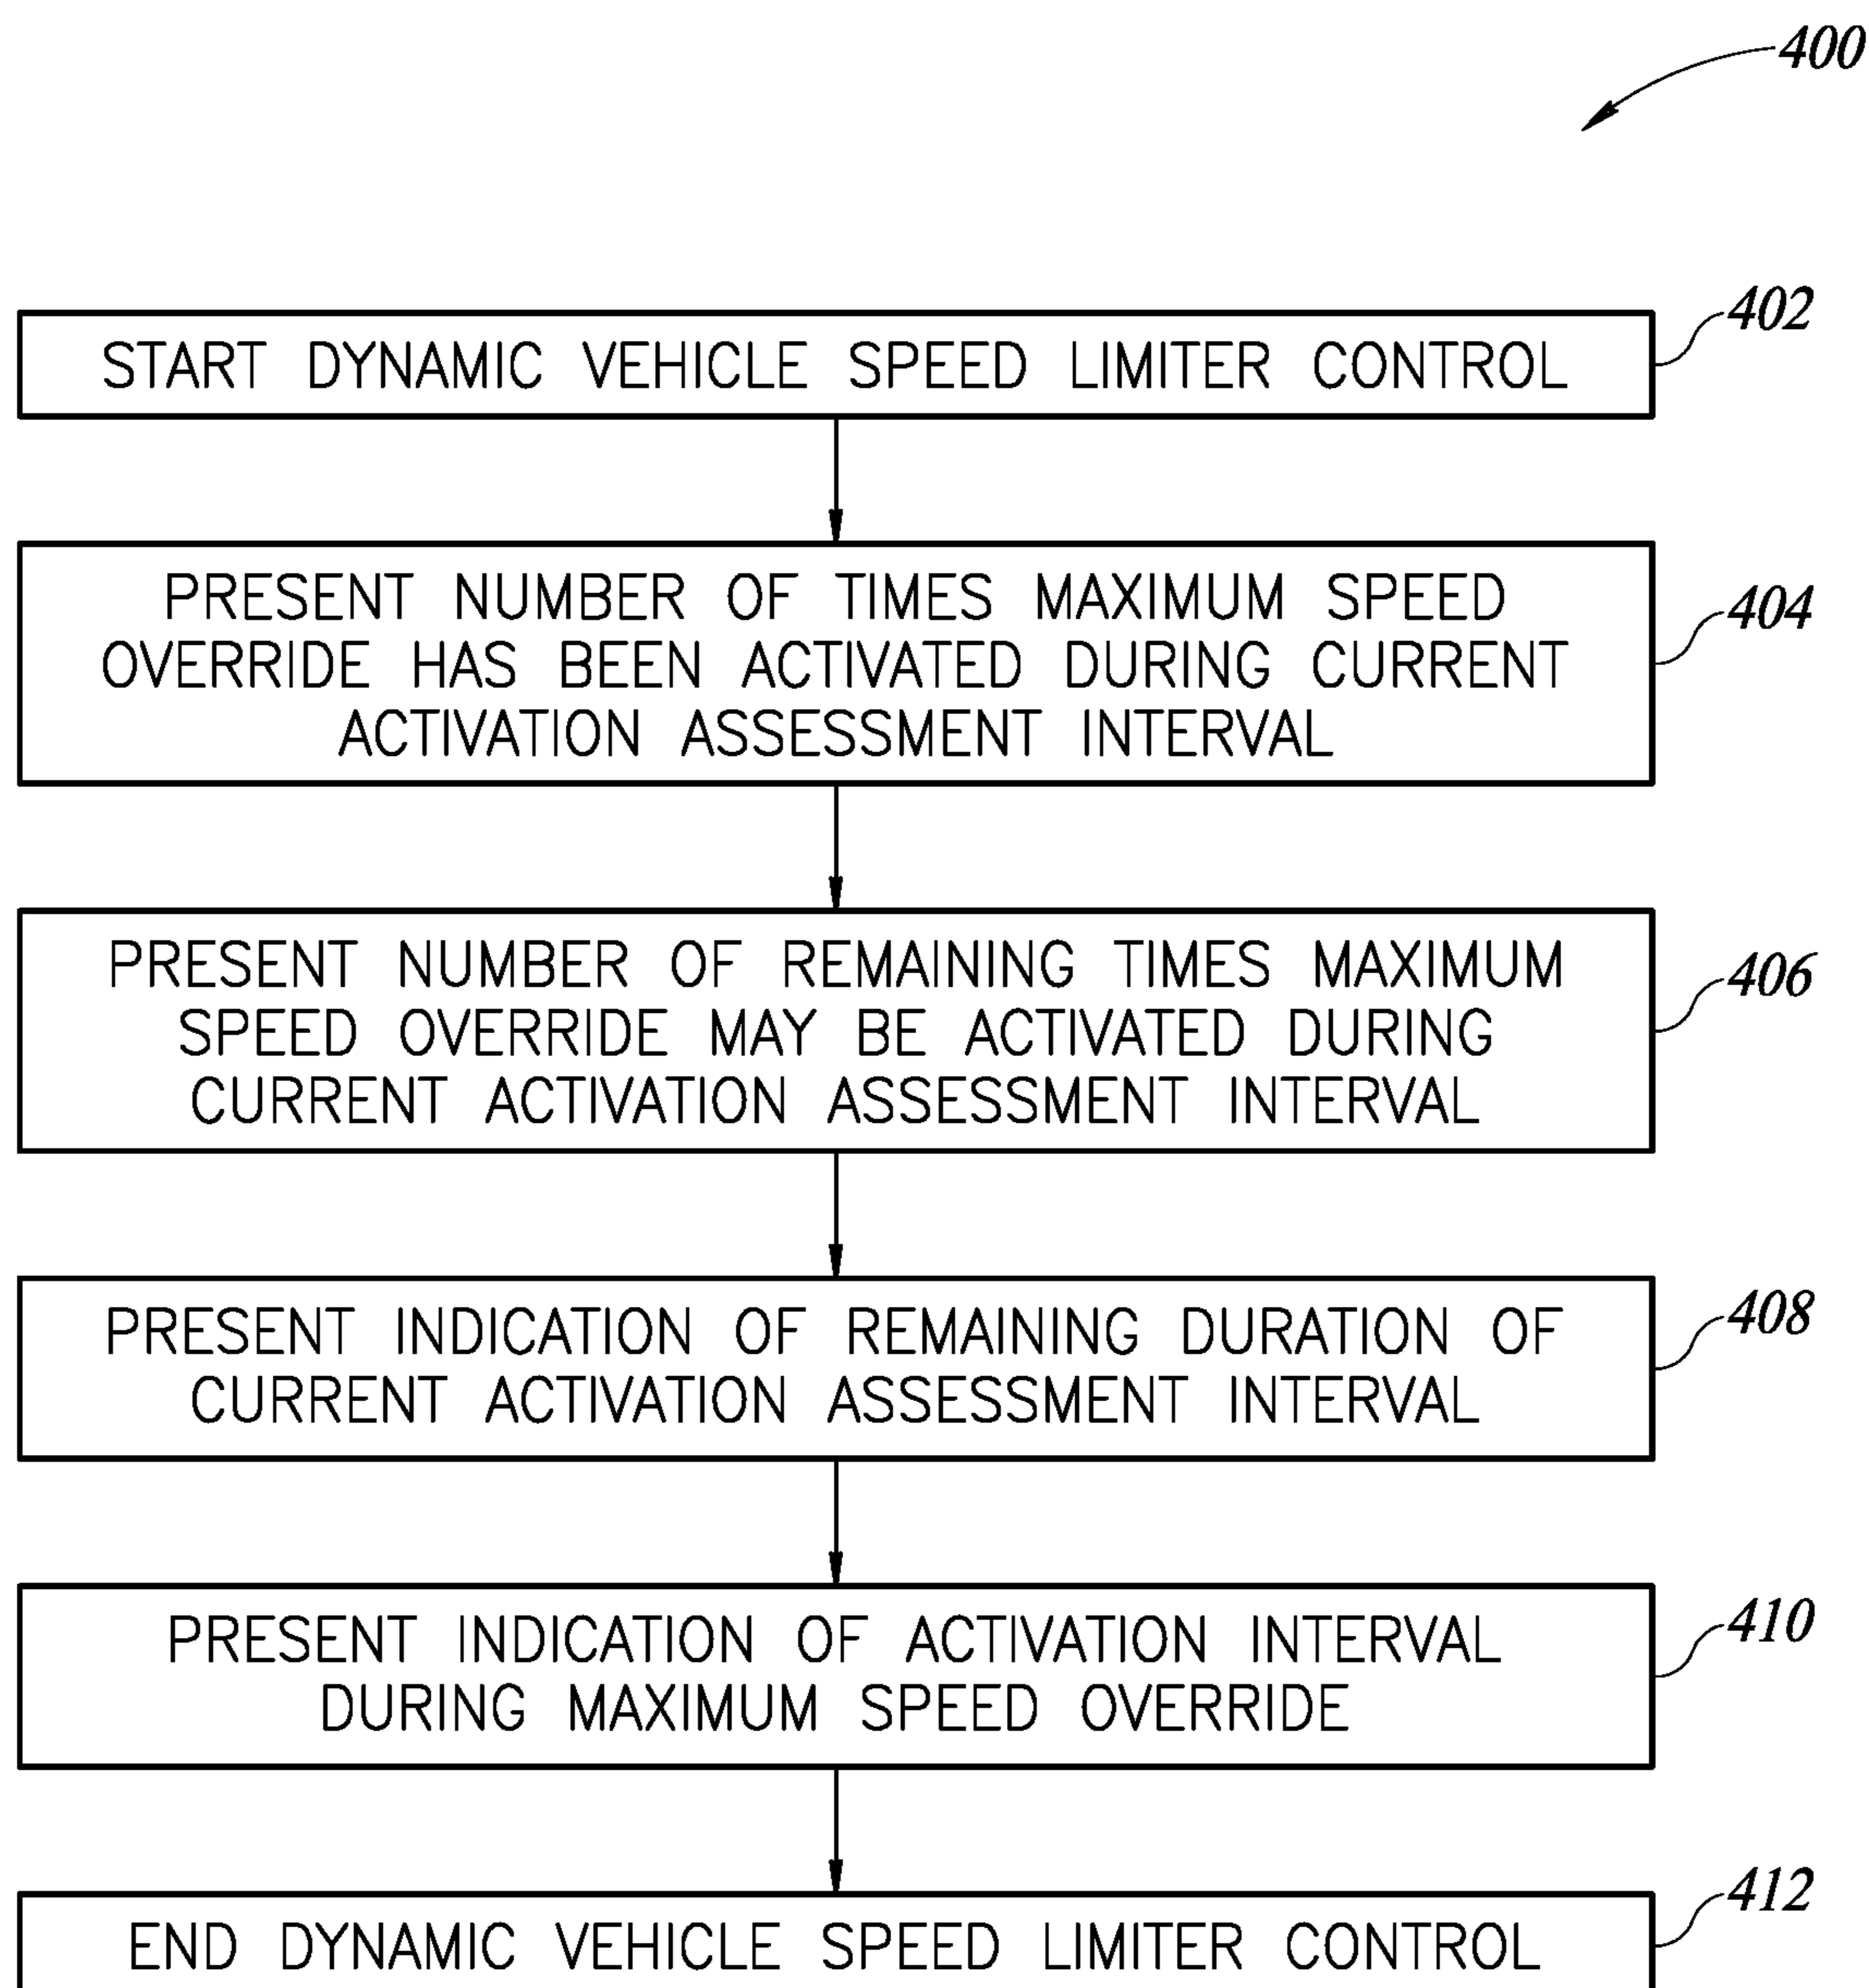 400
START DYNAMIC VEHICLE SPEED LIMITER CONTROL
402
PRESENT NUMBER OF TIMES MAXIMUM SPEED
OVERRIDE HAS BEEN ACTIVATED DURING CURRENT
ACTIVATION ASSESSMENT INTERVAL
404
PRESENT NUMBER OF REMAINING TIMES MAXIMUM
SPEED OVERRIDE MAY BE ACTIVATED DURING
CURRENT ACTIVATION ASSESSMENT INTERVAL
406
PRESENT INDICATION OF REMAINING DURATION OF
CURRENT ACTIVATION ASSESSMENT INTERVAL
408
PRESENT INDICATION OF ACTIVATION INTERVAL
DURING MAXIMUM SPEED OVERRIDE
410
END DYNAMIC VEHICLE SPEED LIMITER CONTROL
412